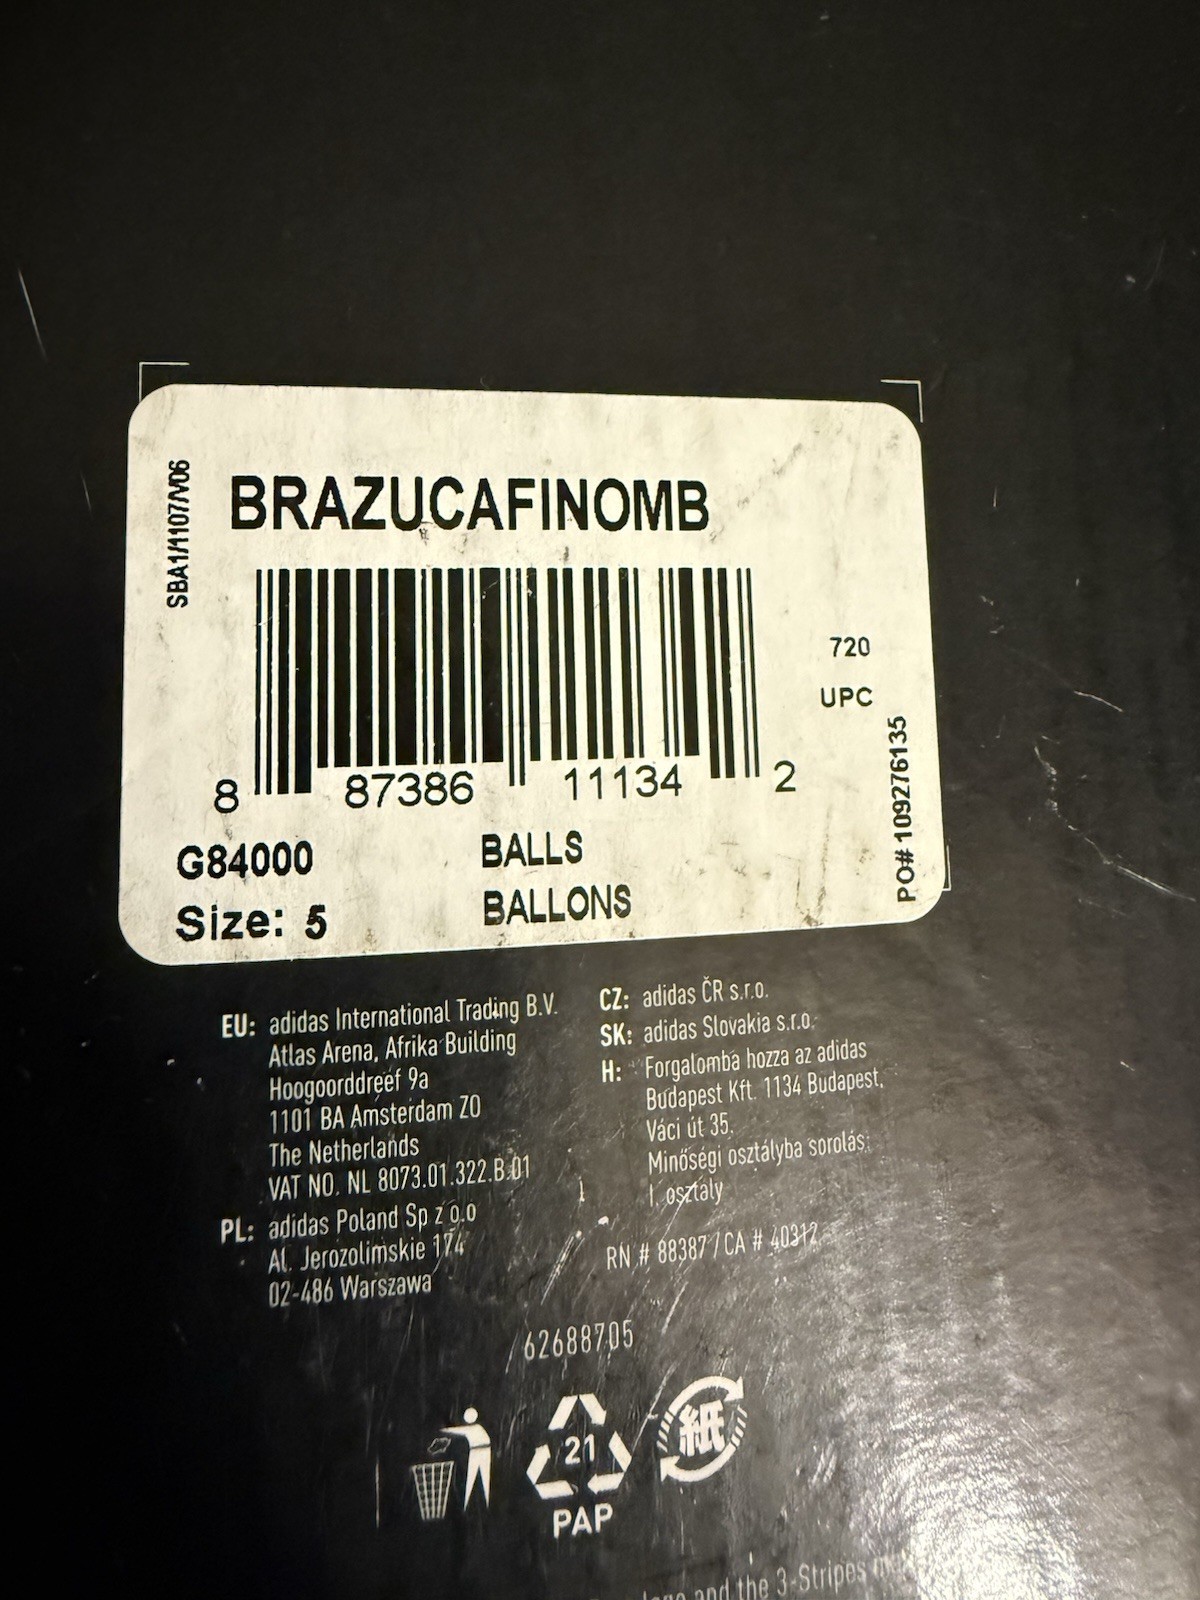 SBA1/1107/V06
BRAZUCAFINOMB
720
UPC
PO# 109276135
8 87386 11134 2
G84000 BALLS
Size: 5 BALLONS
EU: adidas International Trading B.V.
Atlas Arena, Afrika Building
Hoogoorddreef 9a
1101 BA Amsterdam ZO
The Netherlands
VAT NO. NL 8073.01.322.B.01
PL: adidas Poland Sp z o.o
Al. Jerozolimskie 174
02-486 Warszawa
CZ: adidas ČR s.r.o.
SK: adidas Slovakia s.r.o.
H: Forgalomba hozza az adidas
Budapest Kft. 1134 Budapest,
Váci út 35.
Minőségi osztályba sorolás:
I. osztály
RN # 88387 / CA # 40312
62688705
21
PAP
紙
and the 3-Stripes